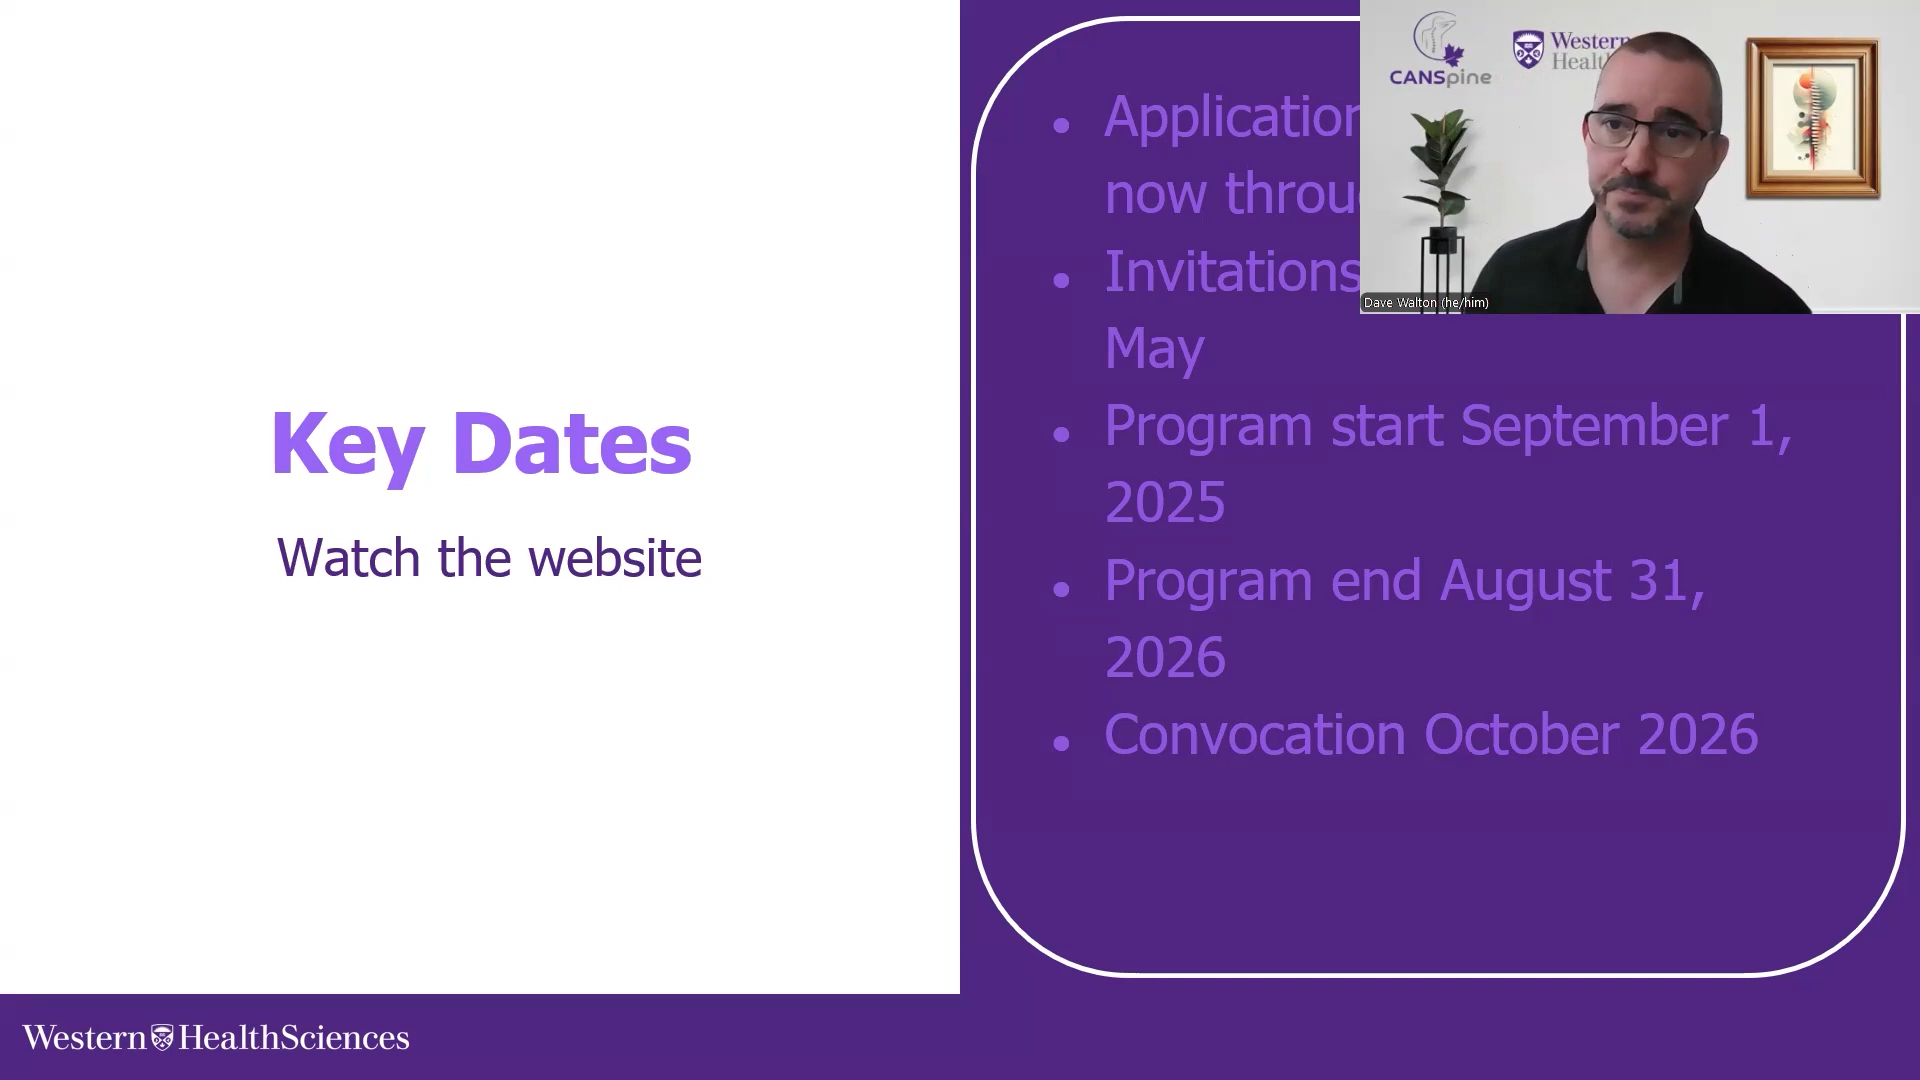 Key Dates
Watch the website
• Application
now throu
• Invitations
May
• Program start September 1,
2025
• Program end August 31,
2026
• Convocation October 2026
CANSpine
Western
Healt
Dave Walton (he/him)
Western HealthSciences